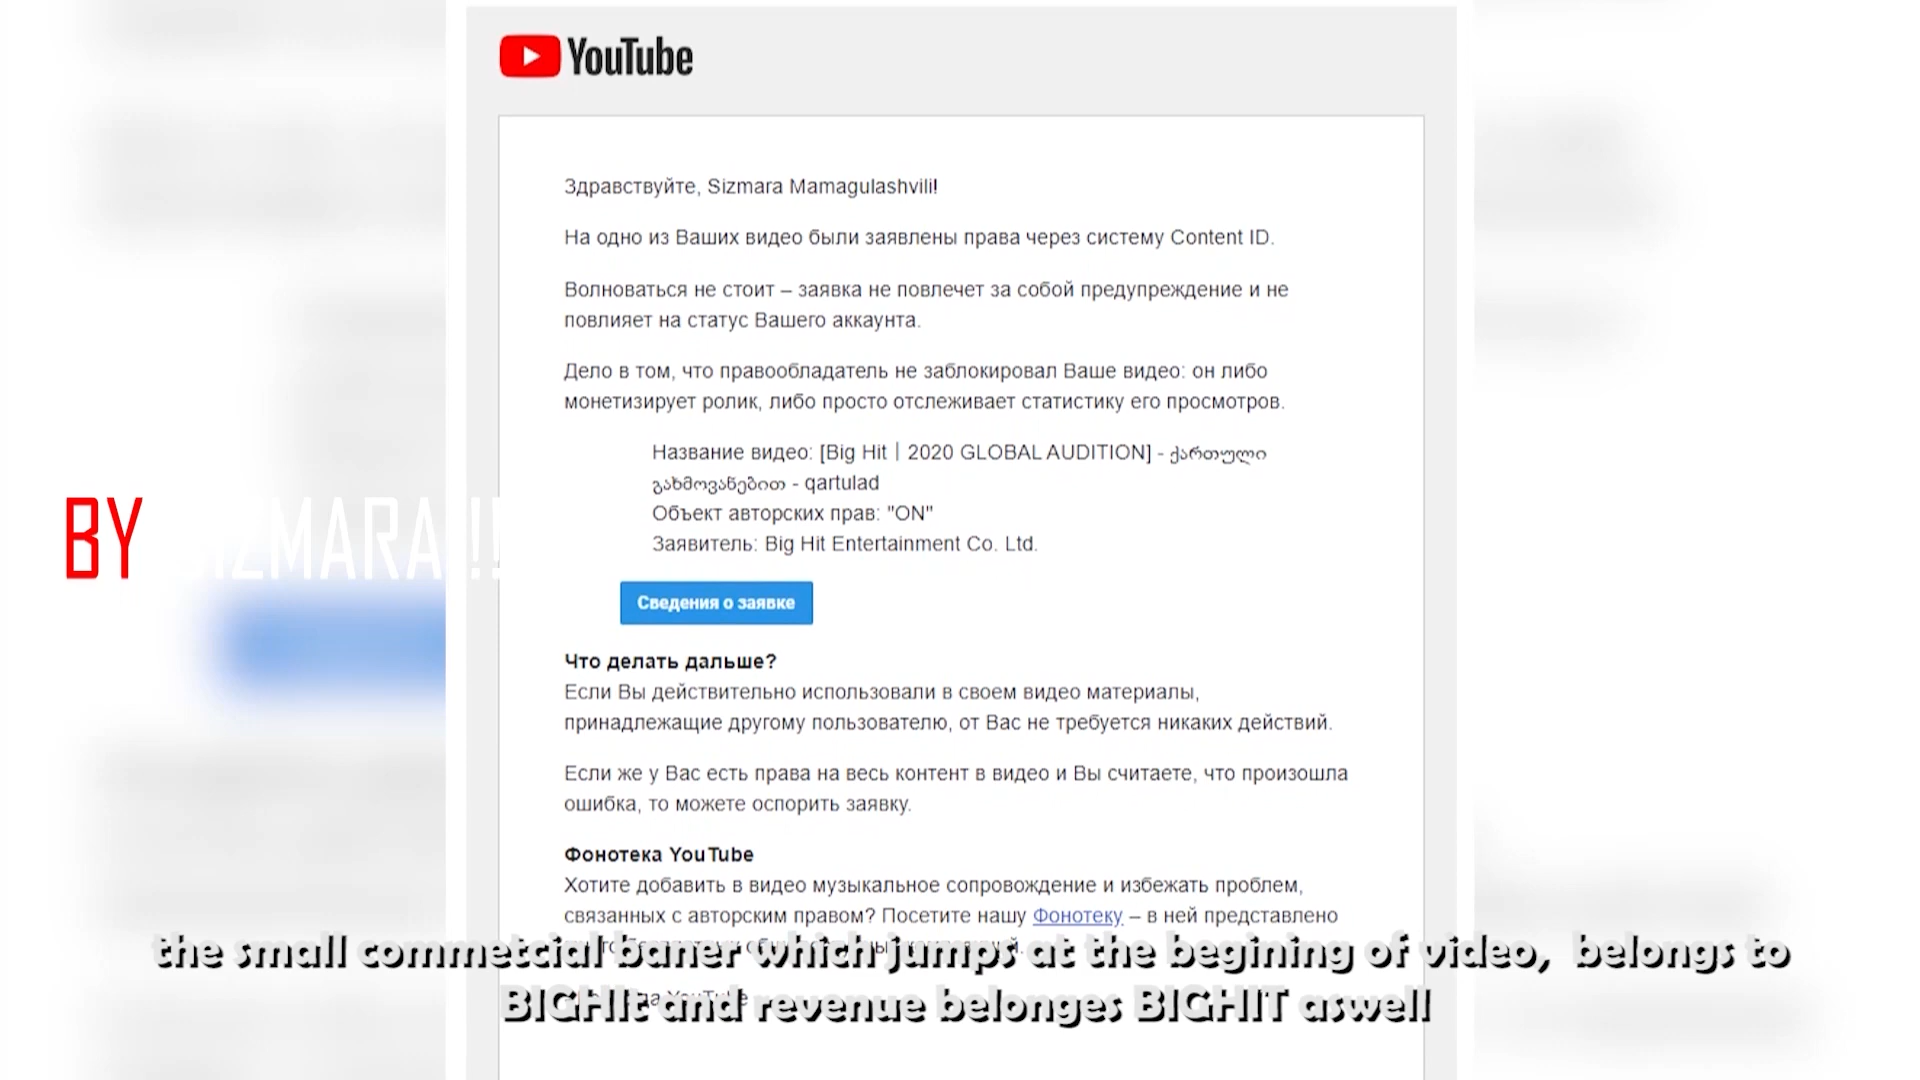 YouTube
Здравствуйте, Sizmara Mamagulashvili!
На одно из Ваших видео были заявлены права через систему Content ID.
Волноваться не стоит – заявка не повлечет за собой предупреждение и не
повлияет на статус Вашего аккаунта.
Дело в том, что правообладатель не заблокировал Ваше видео: он либо
монетизирует ролик, либо просто отслеживает статистику его просмотров.
Название видео: [Big Hit | 2020 GLOBAL AUDITION] - ქართული
გახმოვანებით - qartulad
Объект авторских прав: "ON"
Заявитель: Big Hit Entertainment Co. Ltd.
BY SIZMARA !!
Сведения о заявке
Что делать дальше?
Если Вы действительно использовали в своем видео материалы,
принадлежащие другому пользователю, от Вас не требуется никаких действий.
Если же у Вас есть права на весь контент в видео и Вы считаете, что произошла
ошибка, то можете оспорить заявку.
Фонотека YouTube
Хотите добавить в видео музыкальное сопровождение и избежать проблем,
связанных с авторским правом? Посетите нашу Фонотеку – в ней представлено
the small commetcial baner which jumps at the begining of video, belongs to
BIGHIt and revenue belonges BIGHIT aswell